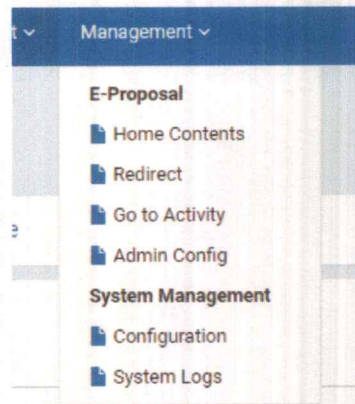 Management
E-Proposal
Home Contents
Redirect
Go to Activity
Admin Config
System Management
Configuration
System Logs